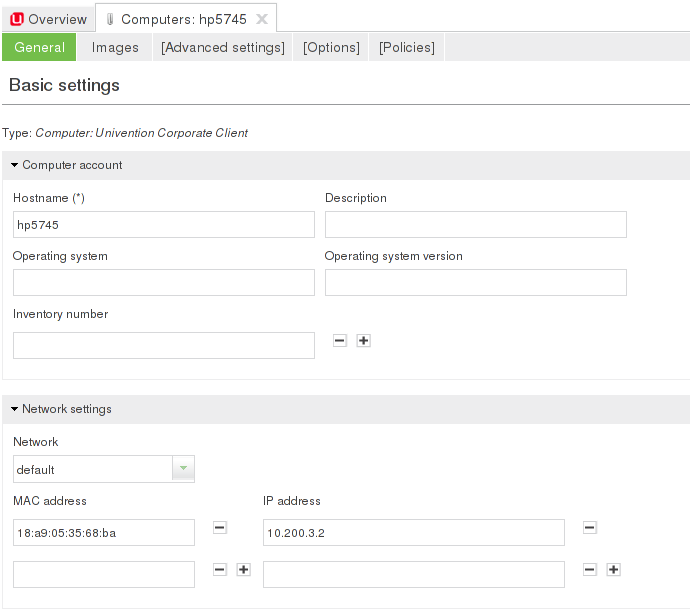 Overview Computers: hp5745
General Images [Advanced settings] [Options] [Policies]
Basic settings
Type: Computer: Univention Corporate Client
Computer account
Hostname (*) Description
hp5745
Operating system Operating system version
Inventory number
Network settings
Network
default
MAC address IP address
18:a9:05:35:68:ba 10.200.3.2